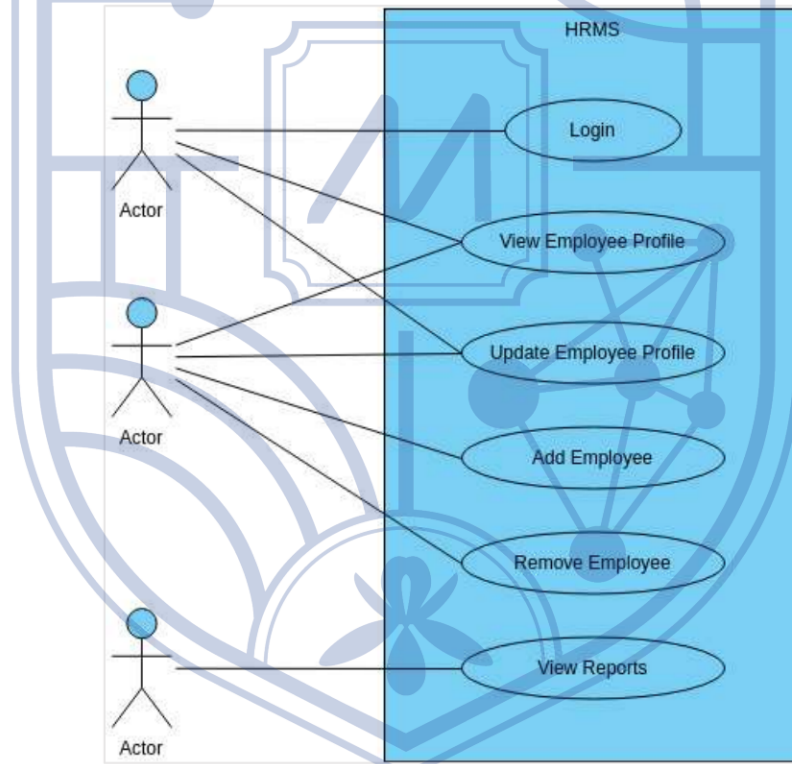 HRMS
Login
Actor
View Employee Profile
Update Employee Profile
Actor
Add Employee
Remove Employee
View Reports
Actor